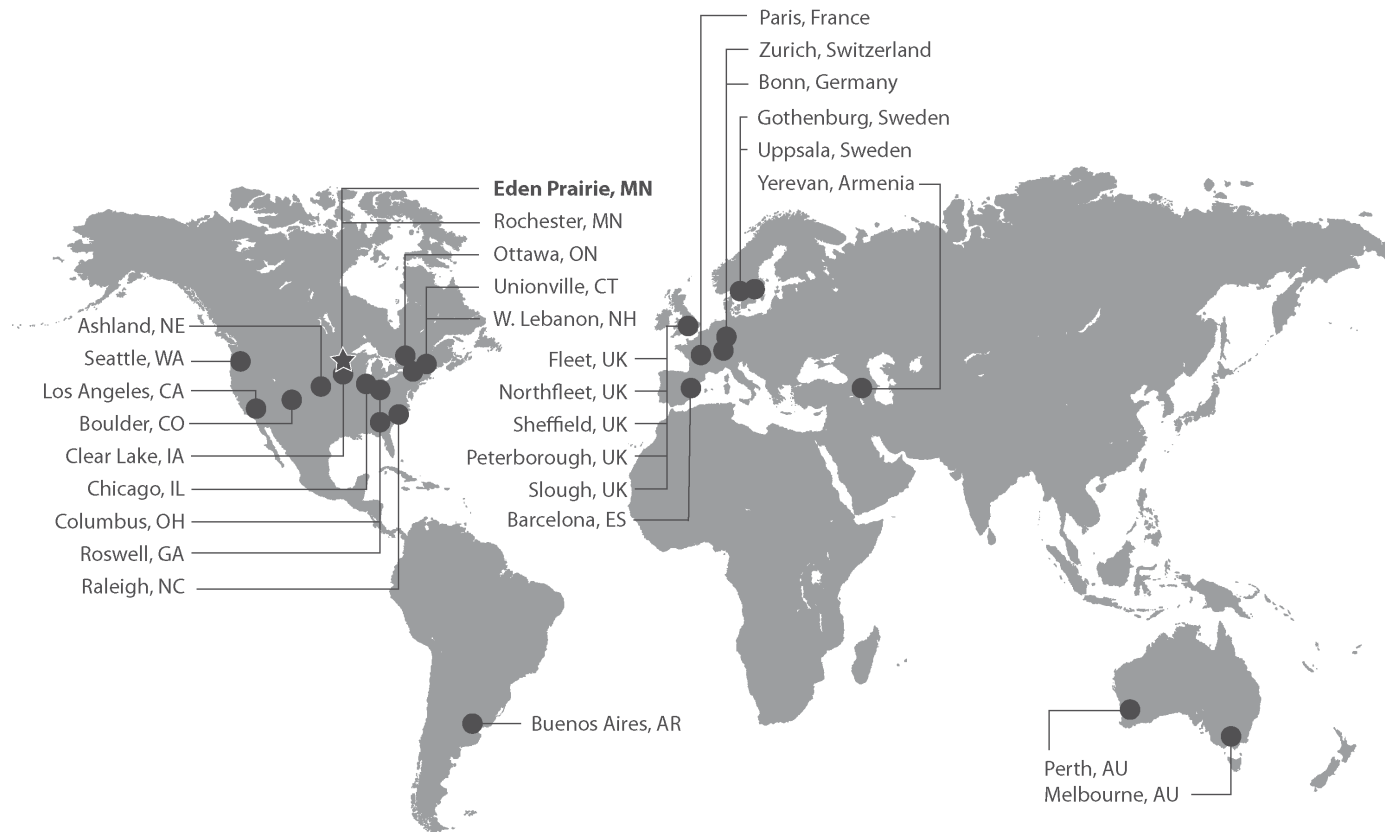 Paris, France
Zurich, Switzerland
Bonn, Germany
Gothenburg, Sweden
Uppsala, Sweden
Yerevan, Armenia
Eden Prairie, MN
Rochester, MN
Ottawa, ON
Unionville, CT
W. Lebanon, NH
Ashland, NE
Seattle, WA
Los Angeles, CA
Boulder, CO
Clear Lake, IA
Chicago, IL
Columbus, OH
Roswell, GA
Raleigh, NC
Fleet, UK
Northfleet, UK
Sheffield, UK
Peterborough, UK
Slough, UK
Barcelona, ES
Buenos Aires, AR
Perth, AU
Melbourne, AU